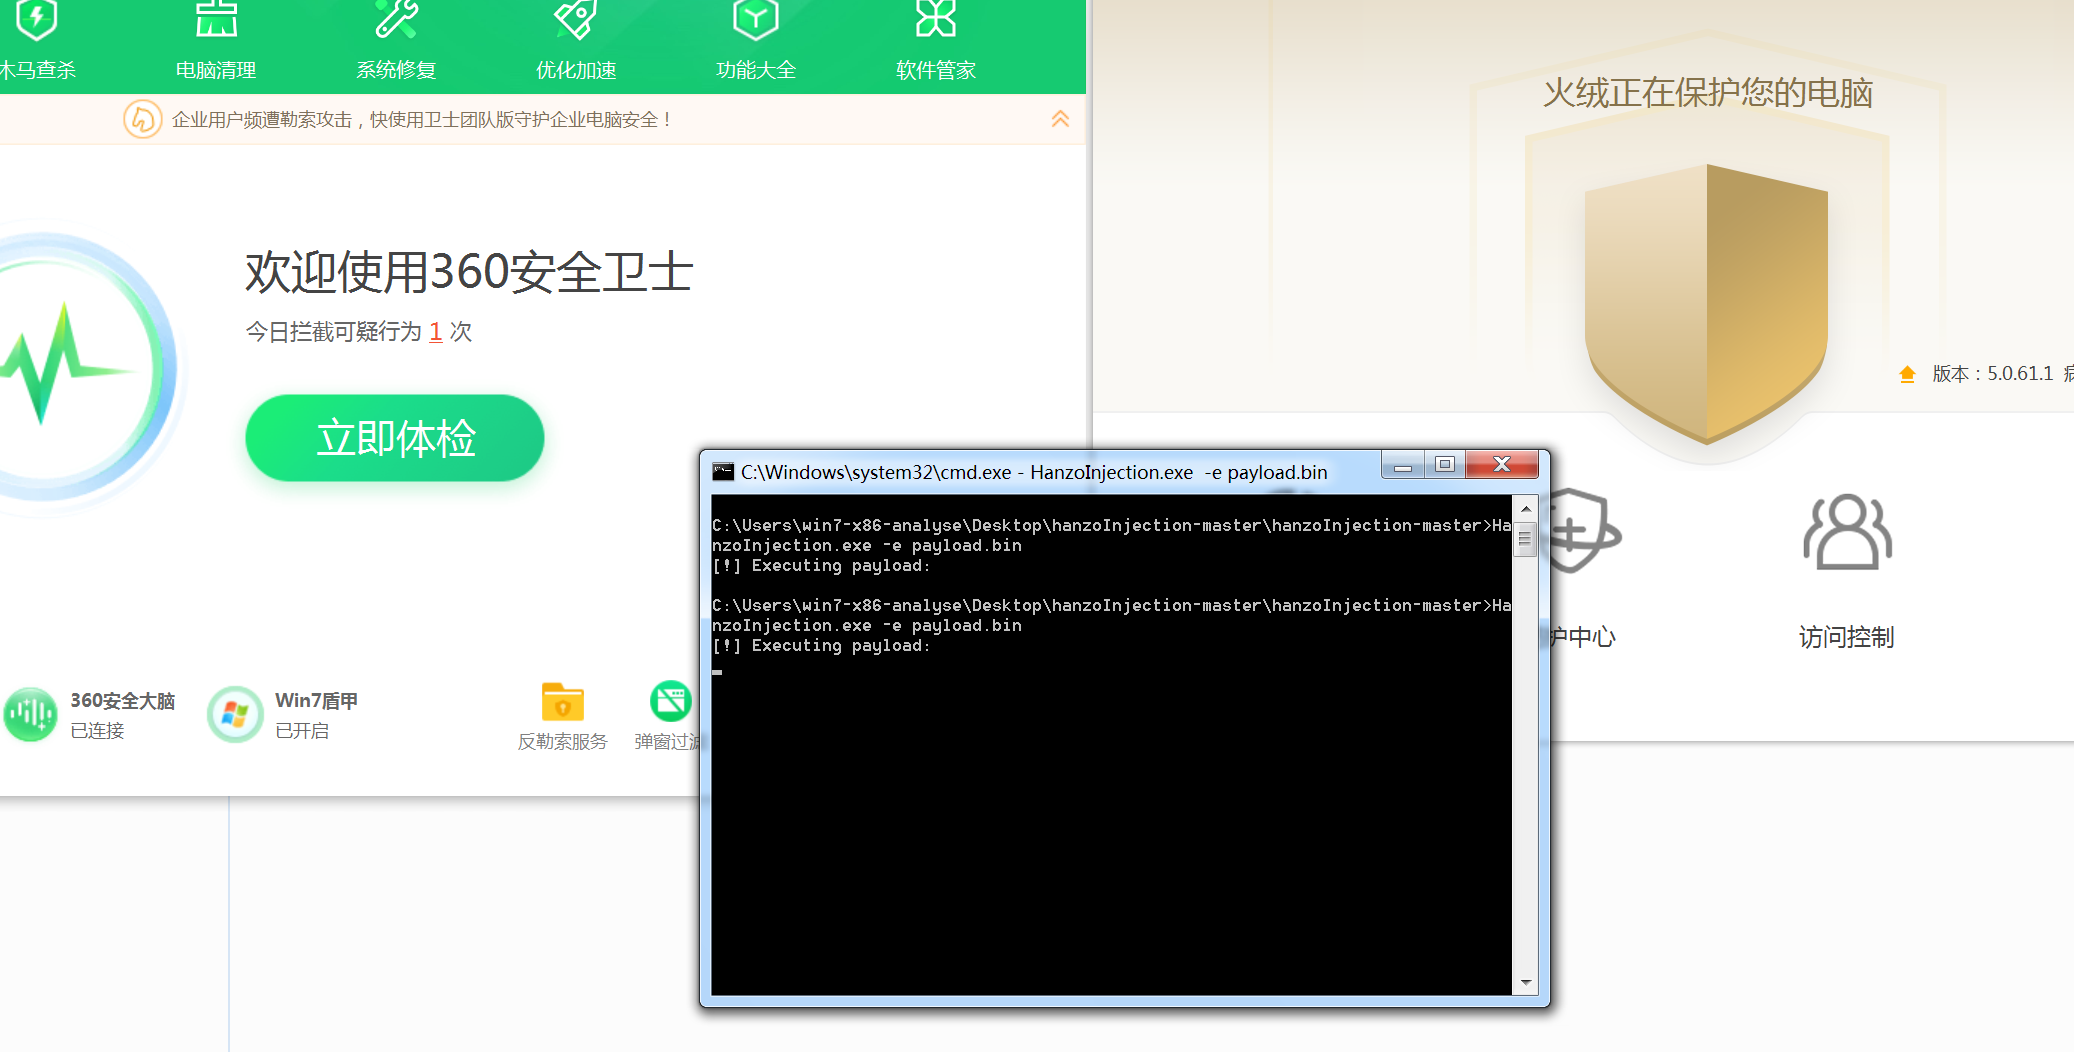 木马查杀
电脑清理
系统修复
优化加速
功能大全
软件管家
企业用户频遭勒索攻击，快使用卫士团队版守护企业电脑安全！
欢迎使用360安全卫士
今日拦截可疑行为 1 次
立即体检
360安全大脑
已连接
Win7盾甲
已开启
反勒索服务
弹窗过滤
火绒正在保护您的电脑
版本：5.0.61.1
护中心
访问控制
C:\Windows\system32\cmd.exe - HanzoInjection.exe  -e payload.bin
C:\Users\win7-x86-analyse\Desktop\hanzoInjection-master\hanzoInjection-master>Ha
nzoInjection.exe -e payload.bin
[!] Executing payload:
C:\Users\win7-x86-analyse\Desktop\hanzoInjection-master\hanzoInjection-master>Ha
nzoInjection.exe -e payload.bin
[!] Executing payload: